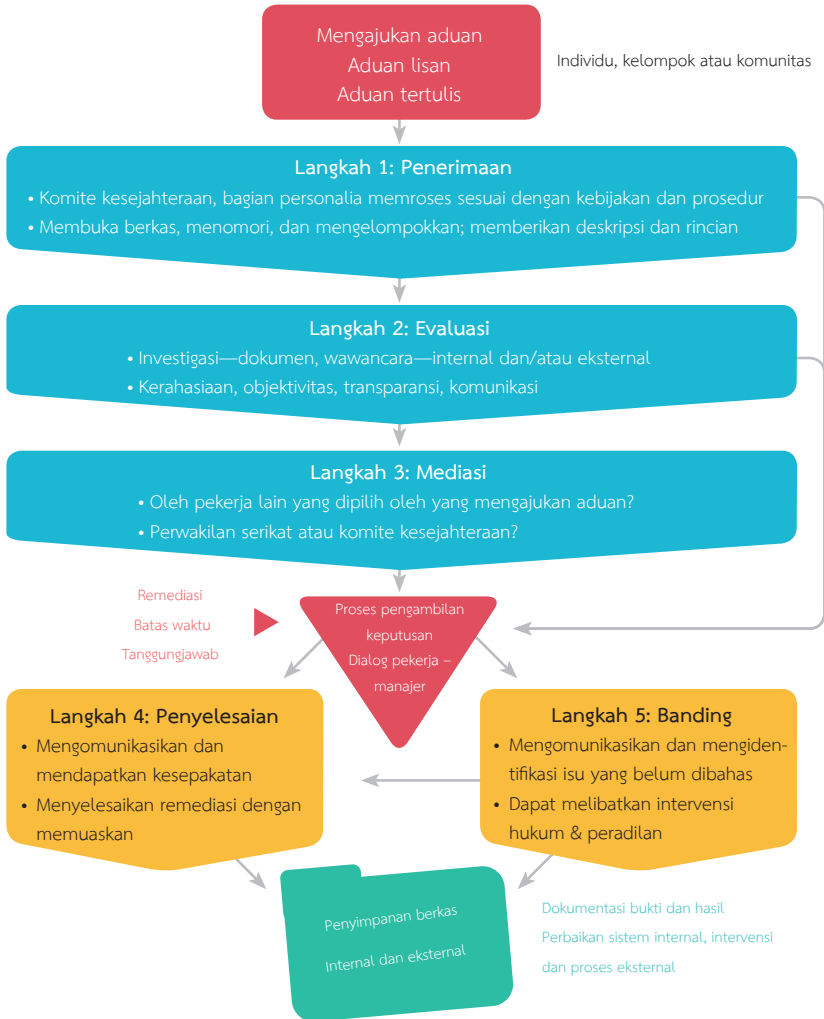 Mengajukan aduan
Aduan lisan
Aduan tertulis
Individu, kelompok atau komunitas
Langkah 1: Penerimaan
• Komite kesejahteraan, bagian personalia memroses sesuai dengan kebijakan dan prosedur
• Membuka berkas, menomori, dan mengelompokkan; memberikan deskripsi dan rincian
Langkah 2: Evaluasi
• Investigasi—dokumen, wawancara—internal dan/atau eksternal
• Kerahasiaan, objektivitas, transparansi, komunikasi
Langkah 3: Mediasi
• Oleh pekerja lain yang dipilih oleh yang mengajukan aduan?
• Perwakilan serikat atau komite kesejahteraan?
Remediasi
Batas waktu
Tanggungjawab
Proses pengambilan
keputusan
Dialog pekerja –
manajer
Langkah 4: Penyelesaian
• Mengomunikasikan dan
mendapatkan kesepakatan
• Menyelesaikan remediasi dengan
memuaskan
Langkah 5: Banding
• Mengomunikasikan dan mengiden-
tifikasi isu yang belum dibahas
• Dapat melibatkan intervensi
hukum & peradilan
Penyimpanan berkas
Internal dan eksternal
Dokumentasi bukti dan hasil
Perbaikan sistem internal, intervensi
dan proses eksternal